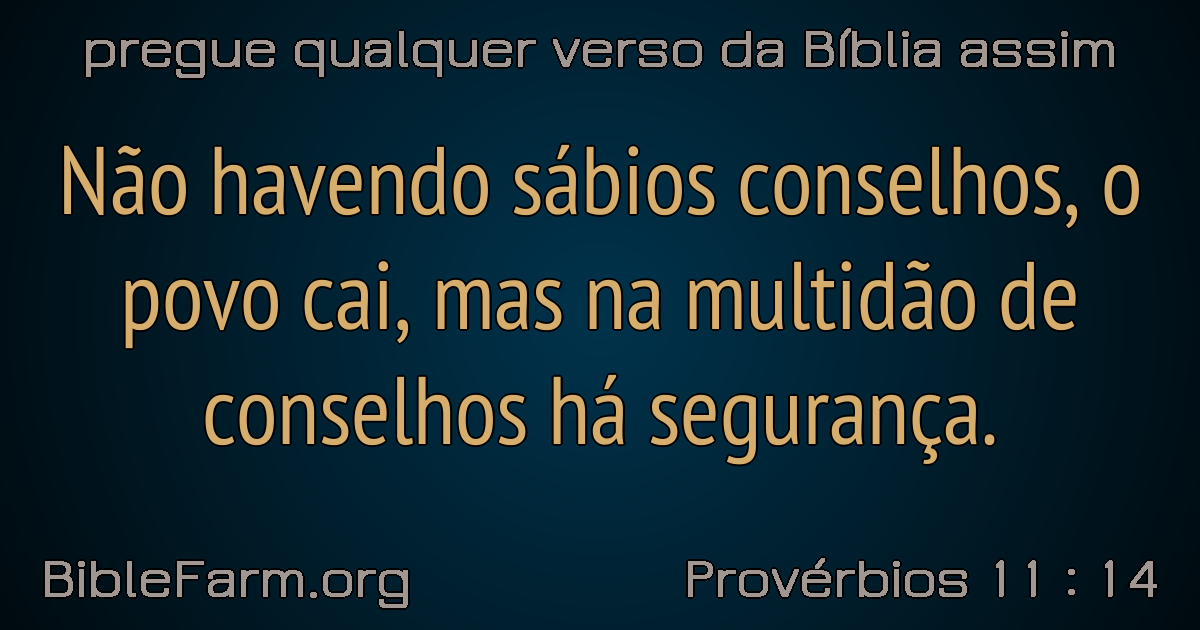 pregue qualquer verso da Bíblia assim
Não havendo sábios conselhos, o
povo cai, mas na multidão de
conselhos há segurança.
BibleFarm.org
Provérbios 11 : 14